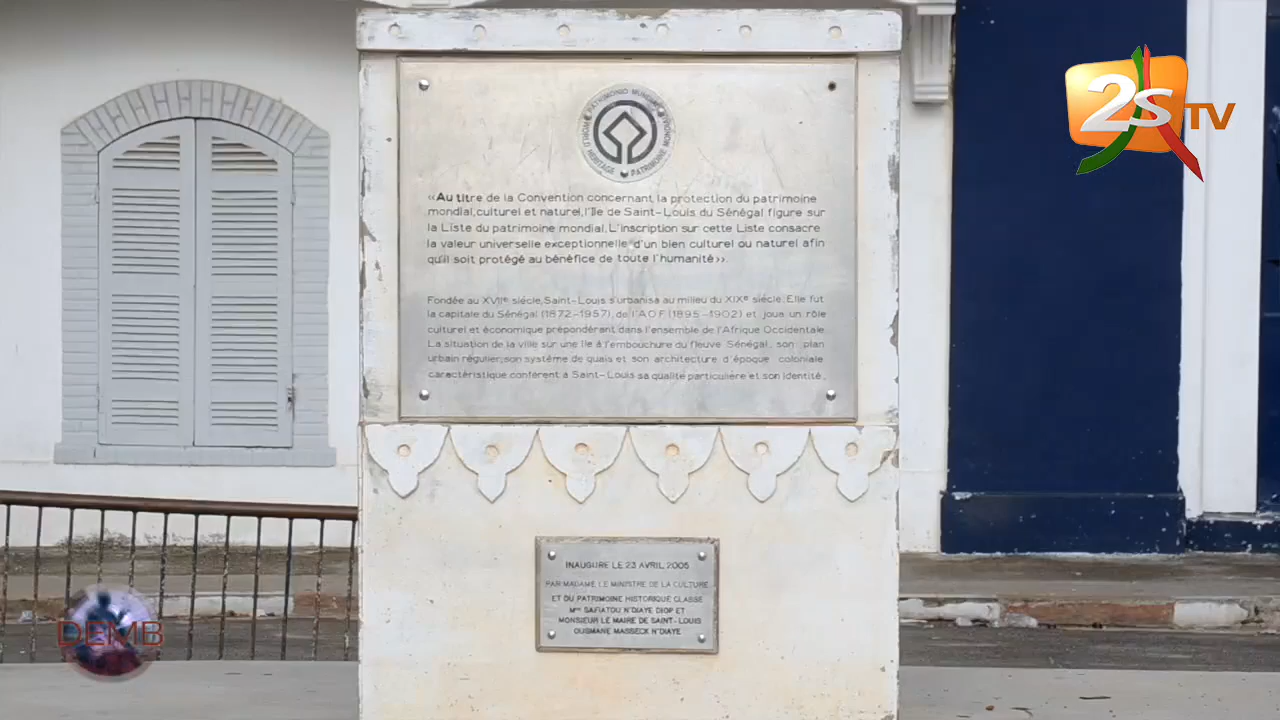 2S TV
PATRIMONIO MUNDIAL
WORLD HERITAGE
PATRIMOINE MONDIAL
«Au titre de la Convention concernant la protection du patrimoine
mondial, culturel et naturel, l'Ile de Saint-Louis du Sénégal figure sur
la Liste du patrimoine mondial. L'inscription sur cette Liste consacre
la valeur universelle exceptionnelle d'un bien culturel ou naturel afin
qu'il soit protégé au bénéfice de toute l'humanité».
Fondée au XVIIe siécle, Saint-Louis s'urbanisa au milieu du XIXe siécle. Elle fut
la capitale du Sénégal (1872-1957), de l'A.O.F (1895-1902) et joua un rôle
culturel et économique prépondérant dans l'ensemble de l'Afrique Occidentale.
La situation de la ville sur une Ile à l'embouchure du fleuve Sénégal, son plan
urbain régulier, son système de quais et son architecture d'époque coloniale
caractéristique confèrent à Saint-Louis sa qualité particulière et son identité.
INAUGURE LE 23 AVRIL 2005
PAR MADAME LE MINISTRE DE LA CULTURE
ET DU PATRIMOINE HISTORIQUE CLASSE
Mme SAFIATOU N'DIAYE DIOP ET
MONSIEUR LE MAIRE DE SAINT-LOUIS
OUSMANE MASSECK N'DIAYE
DEMB